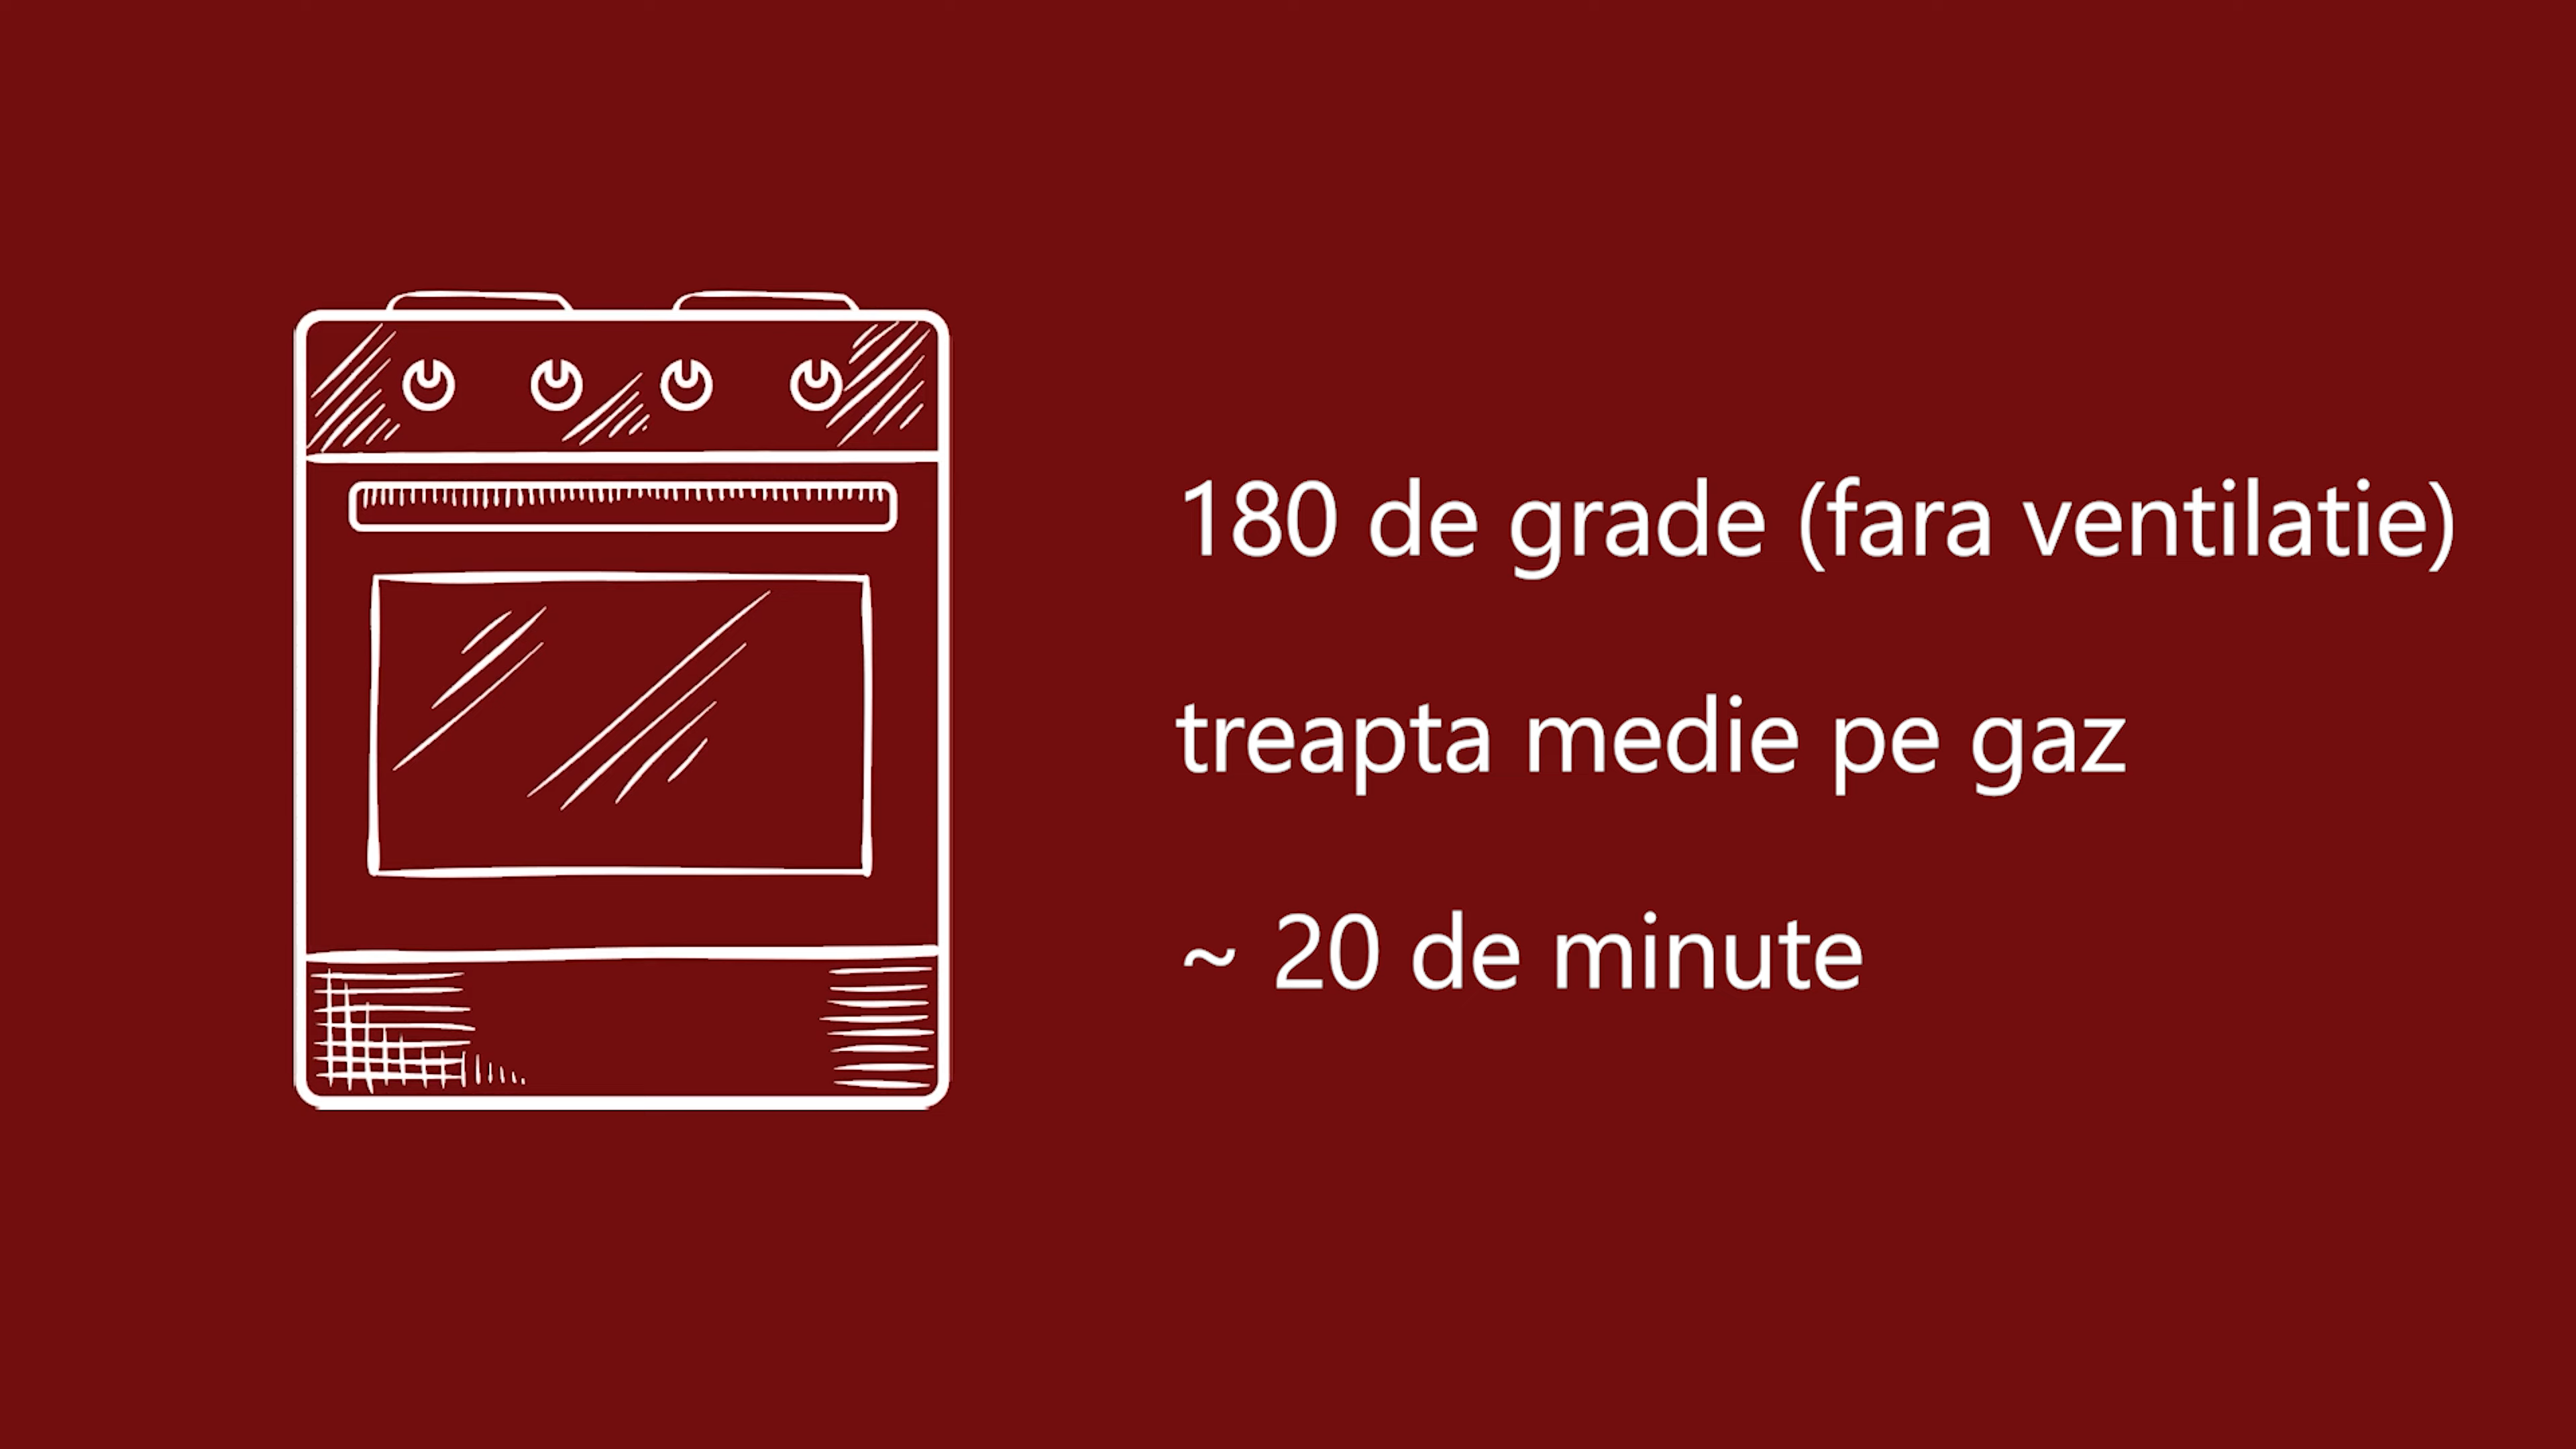 180 de grade (fara ventilatie)
treapta medie pe gaz
~ 20 de minute